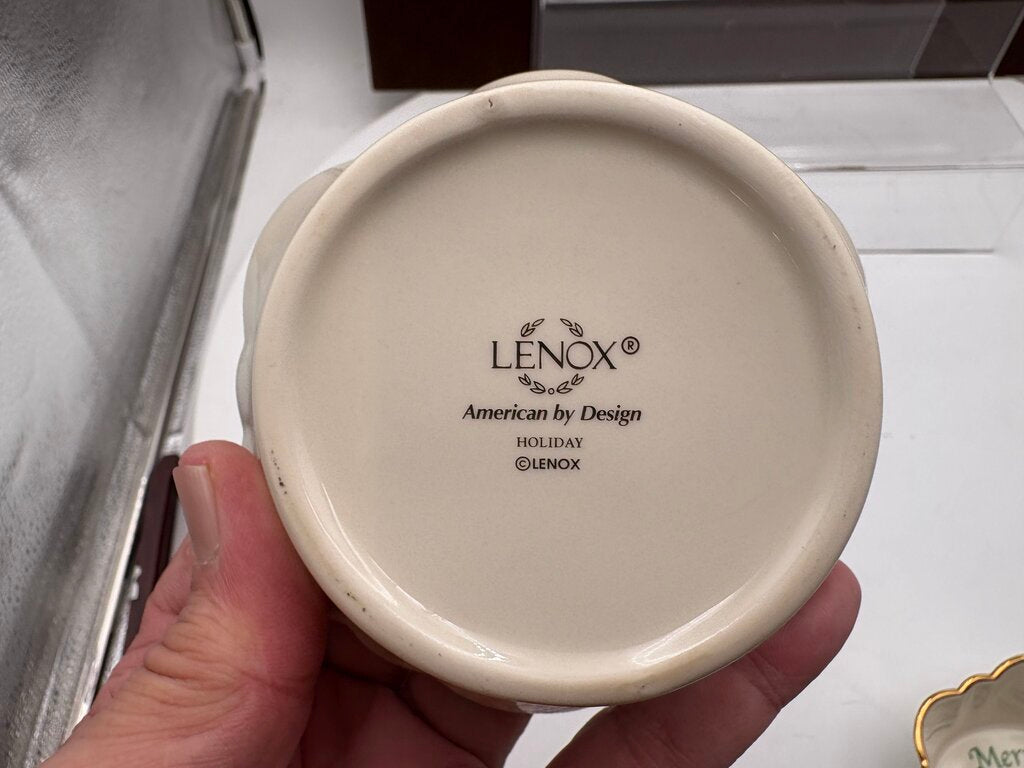 LENOX®
American by Design
HOLIDAY
©LENOX
Mer